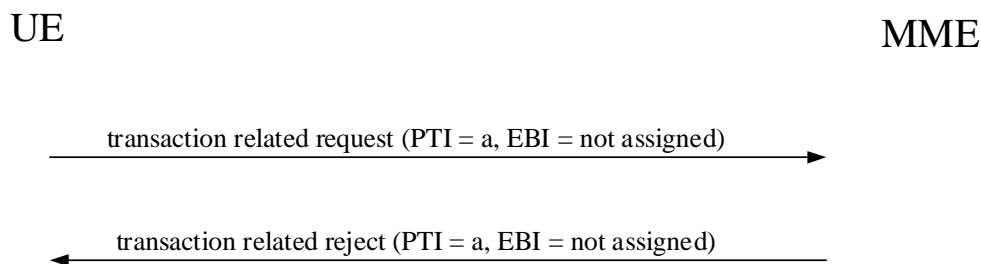 UE
MME
transaction related request (PTI = a, EBI = not assigned)
transaction related reject (PTI = a, EBI = not assigned)